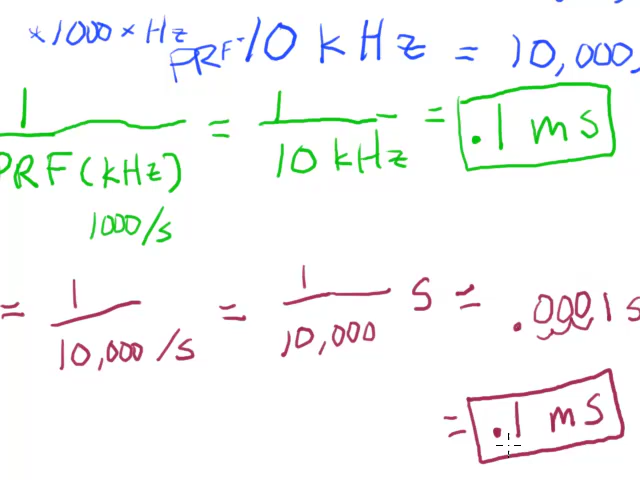 ×1000 × Hz
PRF - 10 kHz = 10,000,
1/PRF (kHz) = 1/10 kHz = .1 ms
1000/s
= 1/10,000/s = 1/10,000 s = .0001 s
= .1 ms